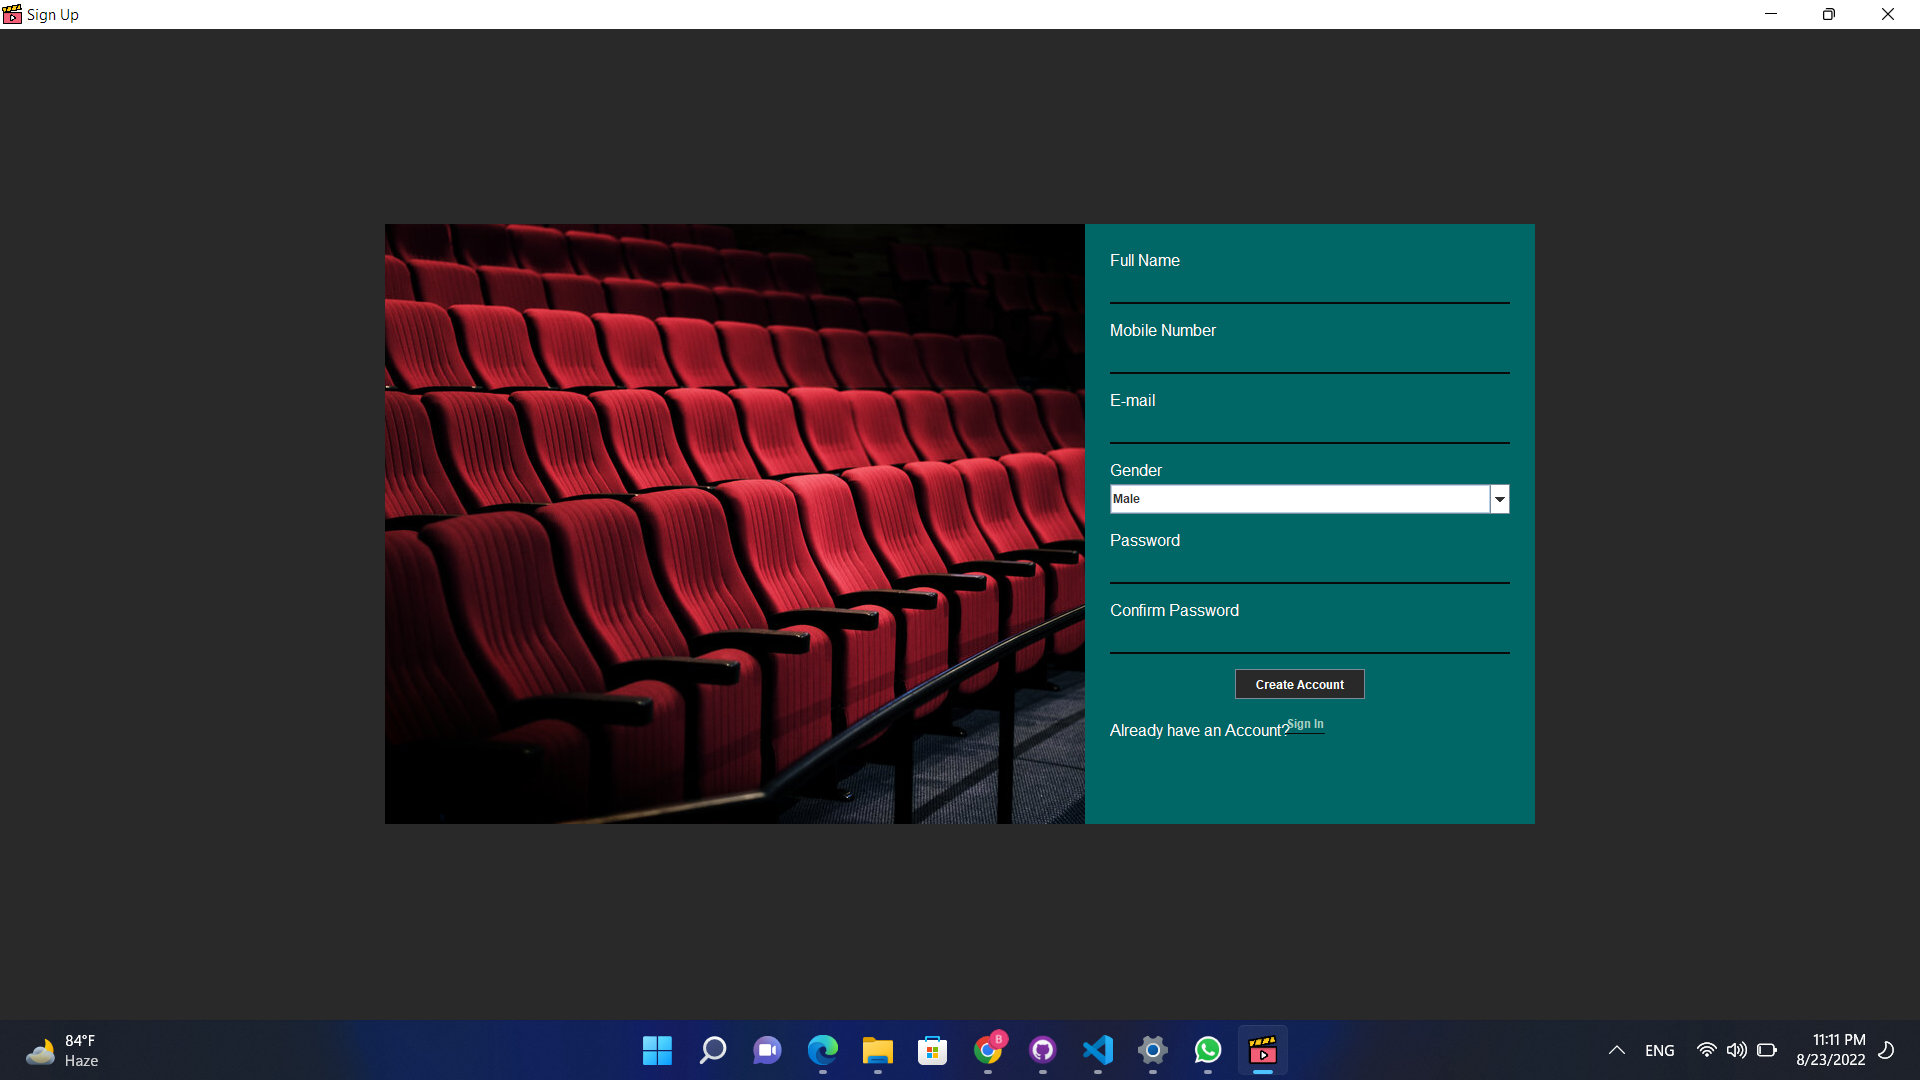 Sign Up
Full Name
Mobile Number
E-mail
Gender
Male
Password
Confirm Password
Create Account
Already have an Account? Sign In
84°F
Haze
B
ENG
11:11 PM
8/23/2022